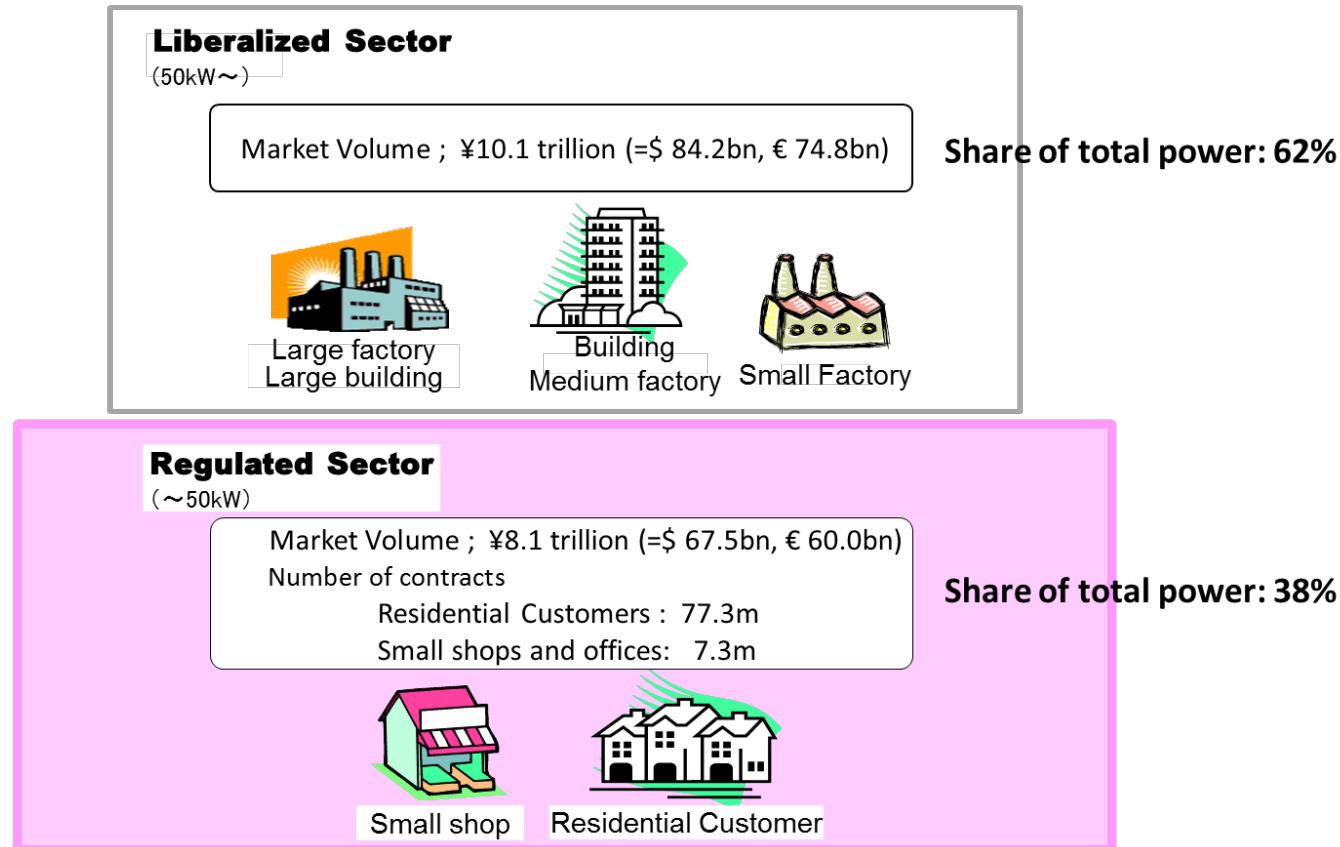 Liberalized Sector
(50kW～)
Market Volume ; ¥10.1 trillion (=$ 84.2bn, € 74.8bn)
Share of total power: 62%
Large factory
Large building
Building
Medium factory
Small Factory
Regulated Sector
(～50kW)
Market Volume ; ¥8.1 trillion (=$ 67.5bn, € 60.0bn)
Number of contracts
Residential Customers : 77.3m
Small shops and offices: 7.3m
Share of total power: 38%
Small shop
Residential Customer